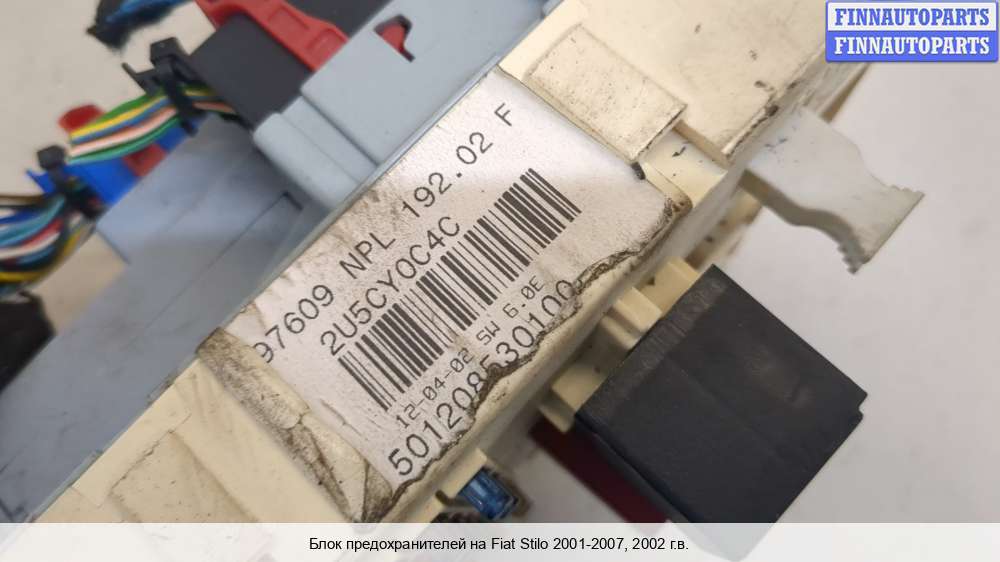 FINNAUTOPARTS
FINNAUTOPARTS
97609 NPL 192.02 F
2U5CY0C4C
12-04-02 SW 6.0E
501208530100
Блок предохранителей на Fiat Stilo 2001-2007, 2002 г.в.